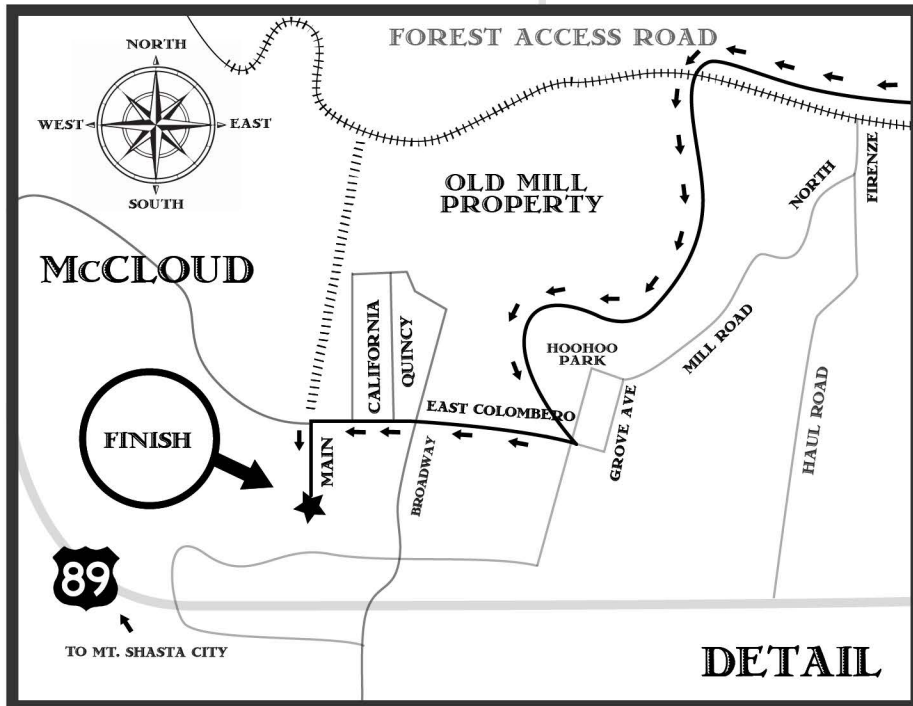 NORTH
WEST
EAST
SOUTH
FOREST ACCESS ROAD
OLD MILL
PROPERTY
NORTH
FIRENZE
McCLOUD
CALIFORNIA
QUINCY
HOOHOO
PARK
MILL ROAD
EAST COLOMBERO
GROVE AVE
HAUL ROAD
FINISH
MAIN
BROADWAY
89
TO MT. SHASTA CITY
DETAIL